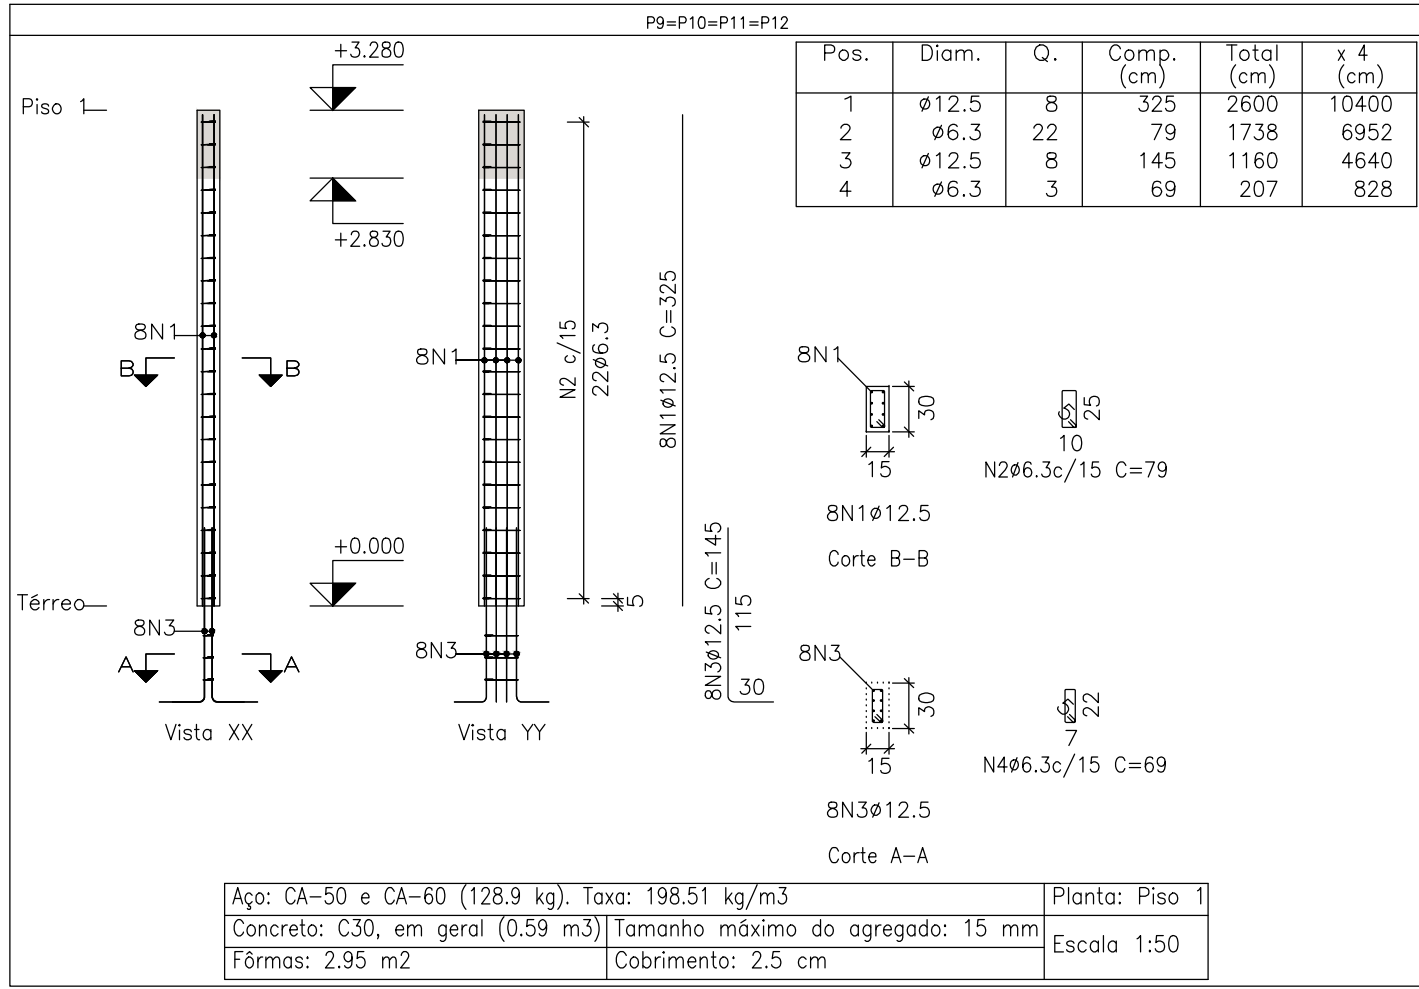 P9=P10=P11=P12
Pos. Diam. Q. Comp. (cm) Total (cm) x 4 (cm)
1 ø12.5 8 325 2600 10400
2 ø6.3 22 79 1738 6952
3 ø12.5 8 145 1160 4640
4 ø6.3 3 69 207 828
+3.280
Piso 1
+2.830
8N1
B B
+0.000
Térreo
8N3
A A
Vista XX
8N1
8N3
Vista YY
N2 c/15
22ø6.3
5
8N1ø12.5 C=325
8N3ø12.5 C=145
115
30
8N1
30
15
8N1ø12.5
Corte B-B
25
10
N2ø6.3c/15 C=79
8N3
30
15
8N3ø12.5
Corte A-A
22
7
N4ø6.3c/15 C=69
Aço: CA-50 e CA-60 (128.9 kg). Taxa: 198.51 kg/m3
Planta: Piso 1
Concreto: C30, em geral (0.59 m3)
Tamanho máximo do agregado: 15 mm
Escala 1:50
Fôrmas: 2.95 m2
Cobrimento: 2.5 cm